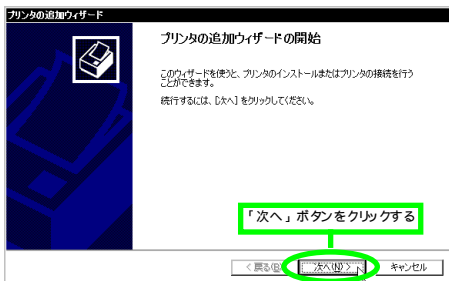 プリンタの追加ウィザード
プリンタの追加ウィザードの開始
このウィザードを使うと、プリンタのインストールまたはプリンタの接続を行う
ことができます。
続行するには、[次へ] をクリックしてください。
「次へ」ボタンをクリックする
< 戻る(B) 次へ(N) > キャンセル